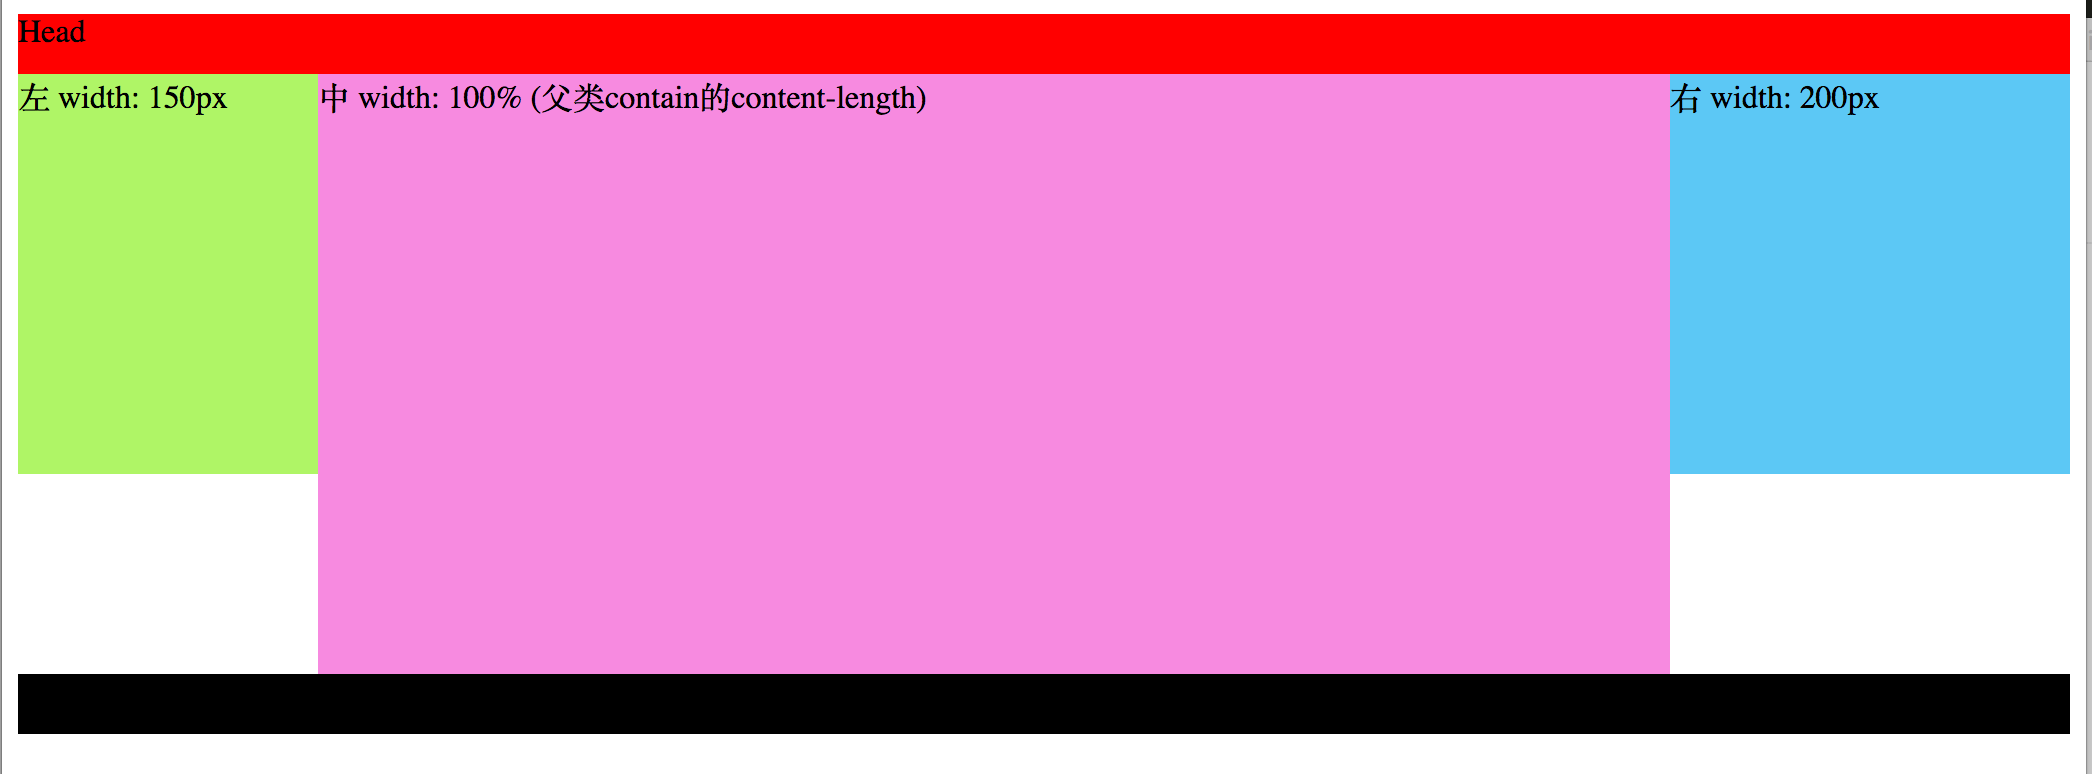 Head
左 width: 150px
中 width: 100% (父类contain的content-length)
右 width: 200px